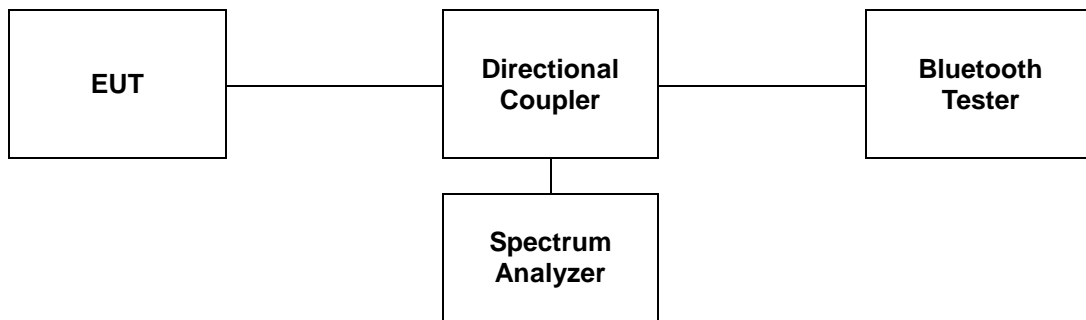 EUT
Directional
Coupler
Bluetooth
Tester
Spectrum
Analyzer